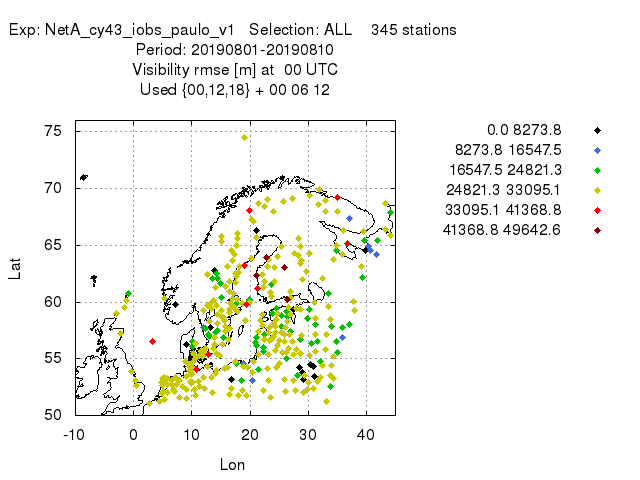 Exp: NetA_cy43_iobs_paulo_v1 Selection: ALL 345 stations
Period: 20190801-20190810
Visibility rmse [m] at 00 UTC
Used {00,12,18} + 00 06 12
0.0 8273.8
8273.8 16547.5
16547.5 24821.3
24821.3 33095.1
33095.1 41368.8
41368.8 49642.6
75
70
65
60
55
50
Lat
-10 0 10 20 30 40
Lon